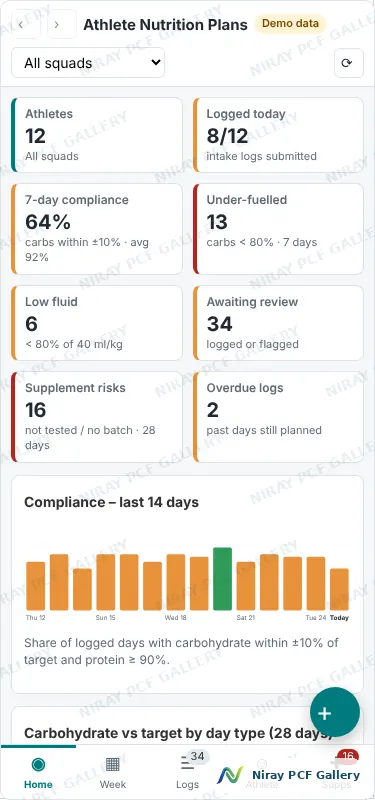 Athlete Nutrition Plans
Demo data
All squads
Athletes
12
All squads
Logged today
8/12
intake logs submitted
7-day compliance
64%
carbs within ±10% · avg
92%
Under-fuelled
13
carbs < 80% · 7 days
Low fluid
6
< 80% of 40 ml/kg
Awaiting review
34
logged or flagged
Supplement risks
16
not tested / no batch · 28
days
Overdue logs
2
past days still planned
Compliance – last 14 days
Thu 12 Sun 15 Wed 18 Sat 21 Tue 24 Today
Share of logged days with carbohydrate within ±10% of
target and protein ≥ 90%.
Carbohydrate vs target by day type (28 days)
Home
Week
34
Logs
Athlete
16
Supps
Niray PCF Gallery
NIRAY PCF GALLERY